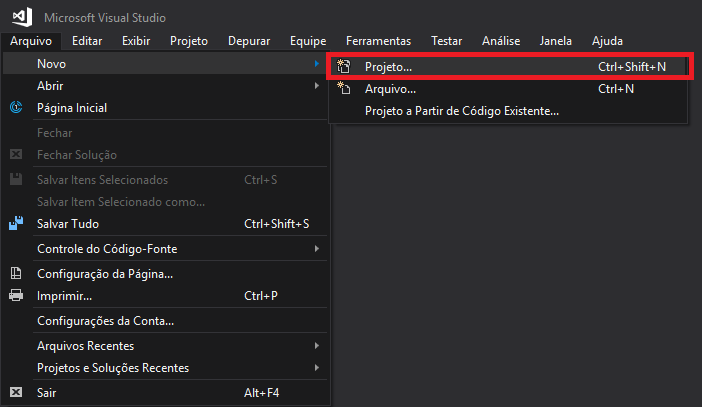 Microsoft Visual Studio
Arquivo Editar Exibir Projeto Depurar Equipe Ferramentas Testar Análise Janela Ajuda
Novo
Projeto... Ctrl+Shift+N
Abrir
Arquivo... Ctrl+N
Página Inicial
Projeto a Partir de Código Existente...
Fechar
Fechar Solução
Salvar Itens Selecionados Ctrl+S
Salvar Item Selecionado como...
Salvar Tudo Ctrl+Shift+S
Controle do Código-Fonte
Configuração da Página...
Imprimir... Ctrl+P
Configurações da Conta...
Arquivos Recentes
Projetos e Soluções Recentes
Sair Alt+F4